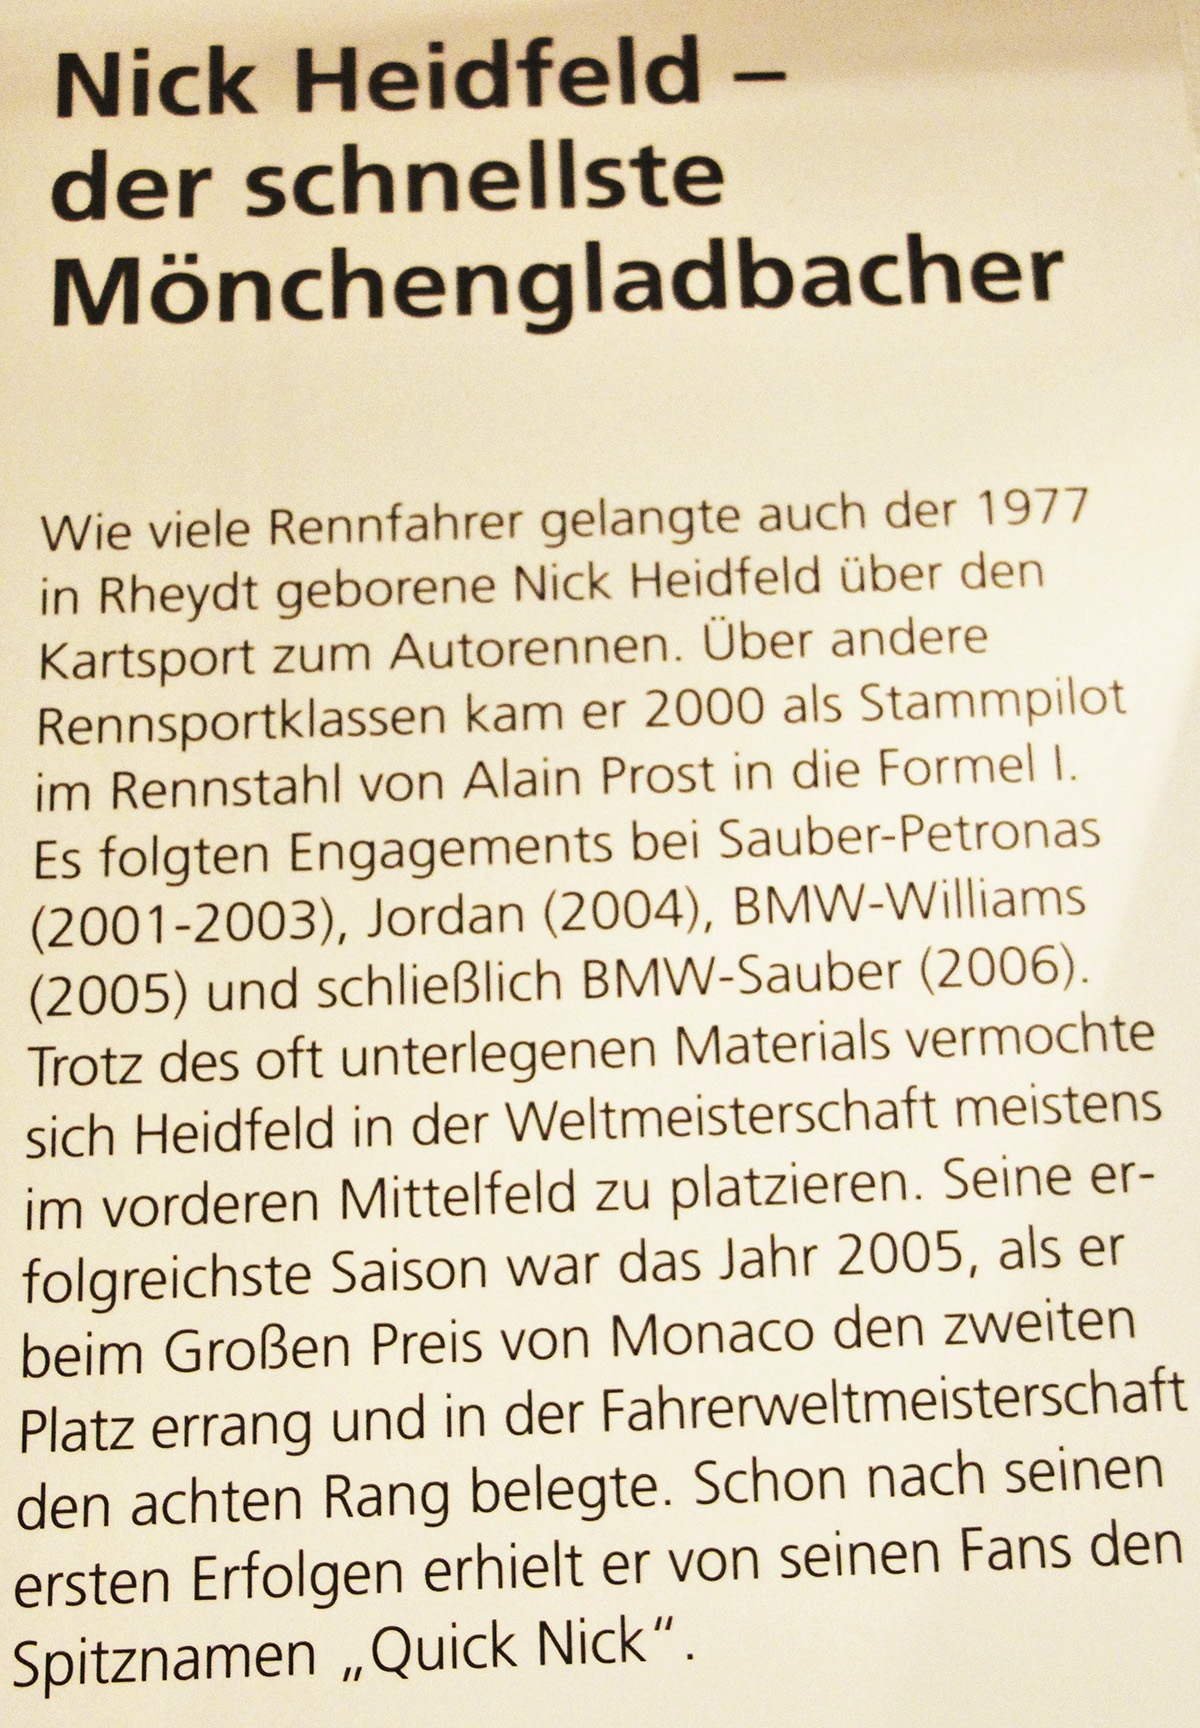 Nick Heidfeld –
der schnellste
Mönchengladbacher
Wie viele Rennfahrer gelangte auch der 1977
in Rheydt geborene Nick Heidfeld über den
Kartsport zum Autorennen. Über andere
Rennsportklassen kam er 2000 als Stammpilot
im Rennstahl von Alain Prost in die Formel I.
Es folgten Engagements bei Sauber-Petronas
(2001-2003), Jordan (2004), BMW-Williams
(2005) und schließlich BMW-Sauber (2006).
Trotz des oft unterlegenen Materials vermochte
sich Heidfeld in der Weltmeisterschaft meistens
im vorderen Mittelfeld zu platzieren. Seine er-
folgreichste Saison war das Jahr 2005, als er
beim Großen Preis von Monaco den zweiten
Platz errang und in der Fahrerweltmeisterschaft
den achten Rang belegte. Schon nach seinen
ersten Erfolgen erhielt er von seinen Fans den
Spitznamen „Quick Nick“.